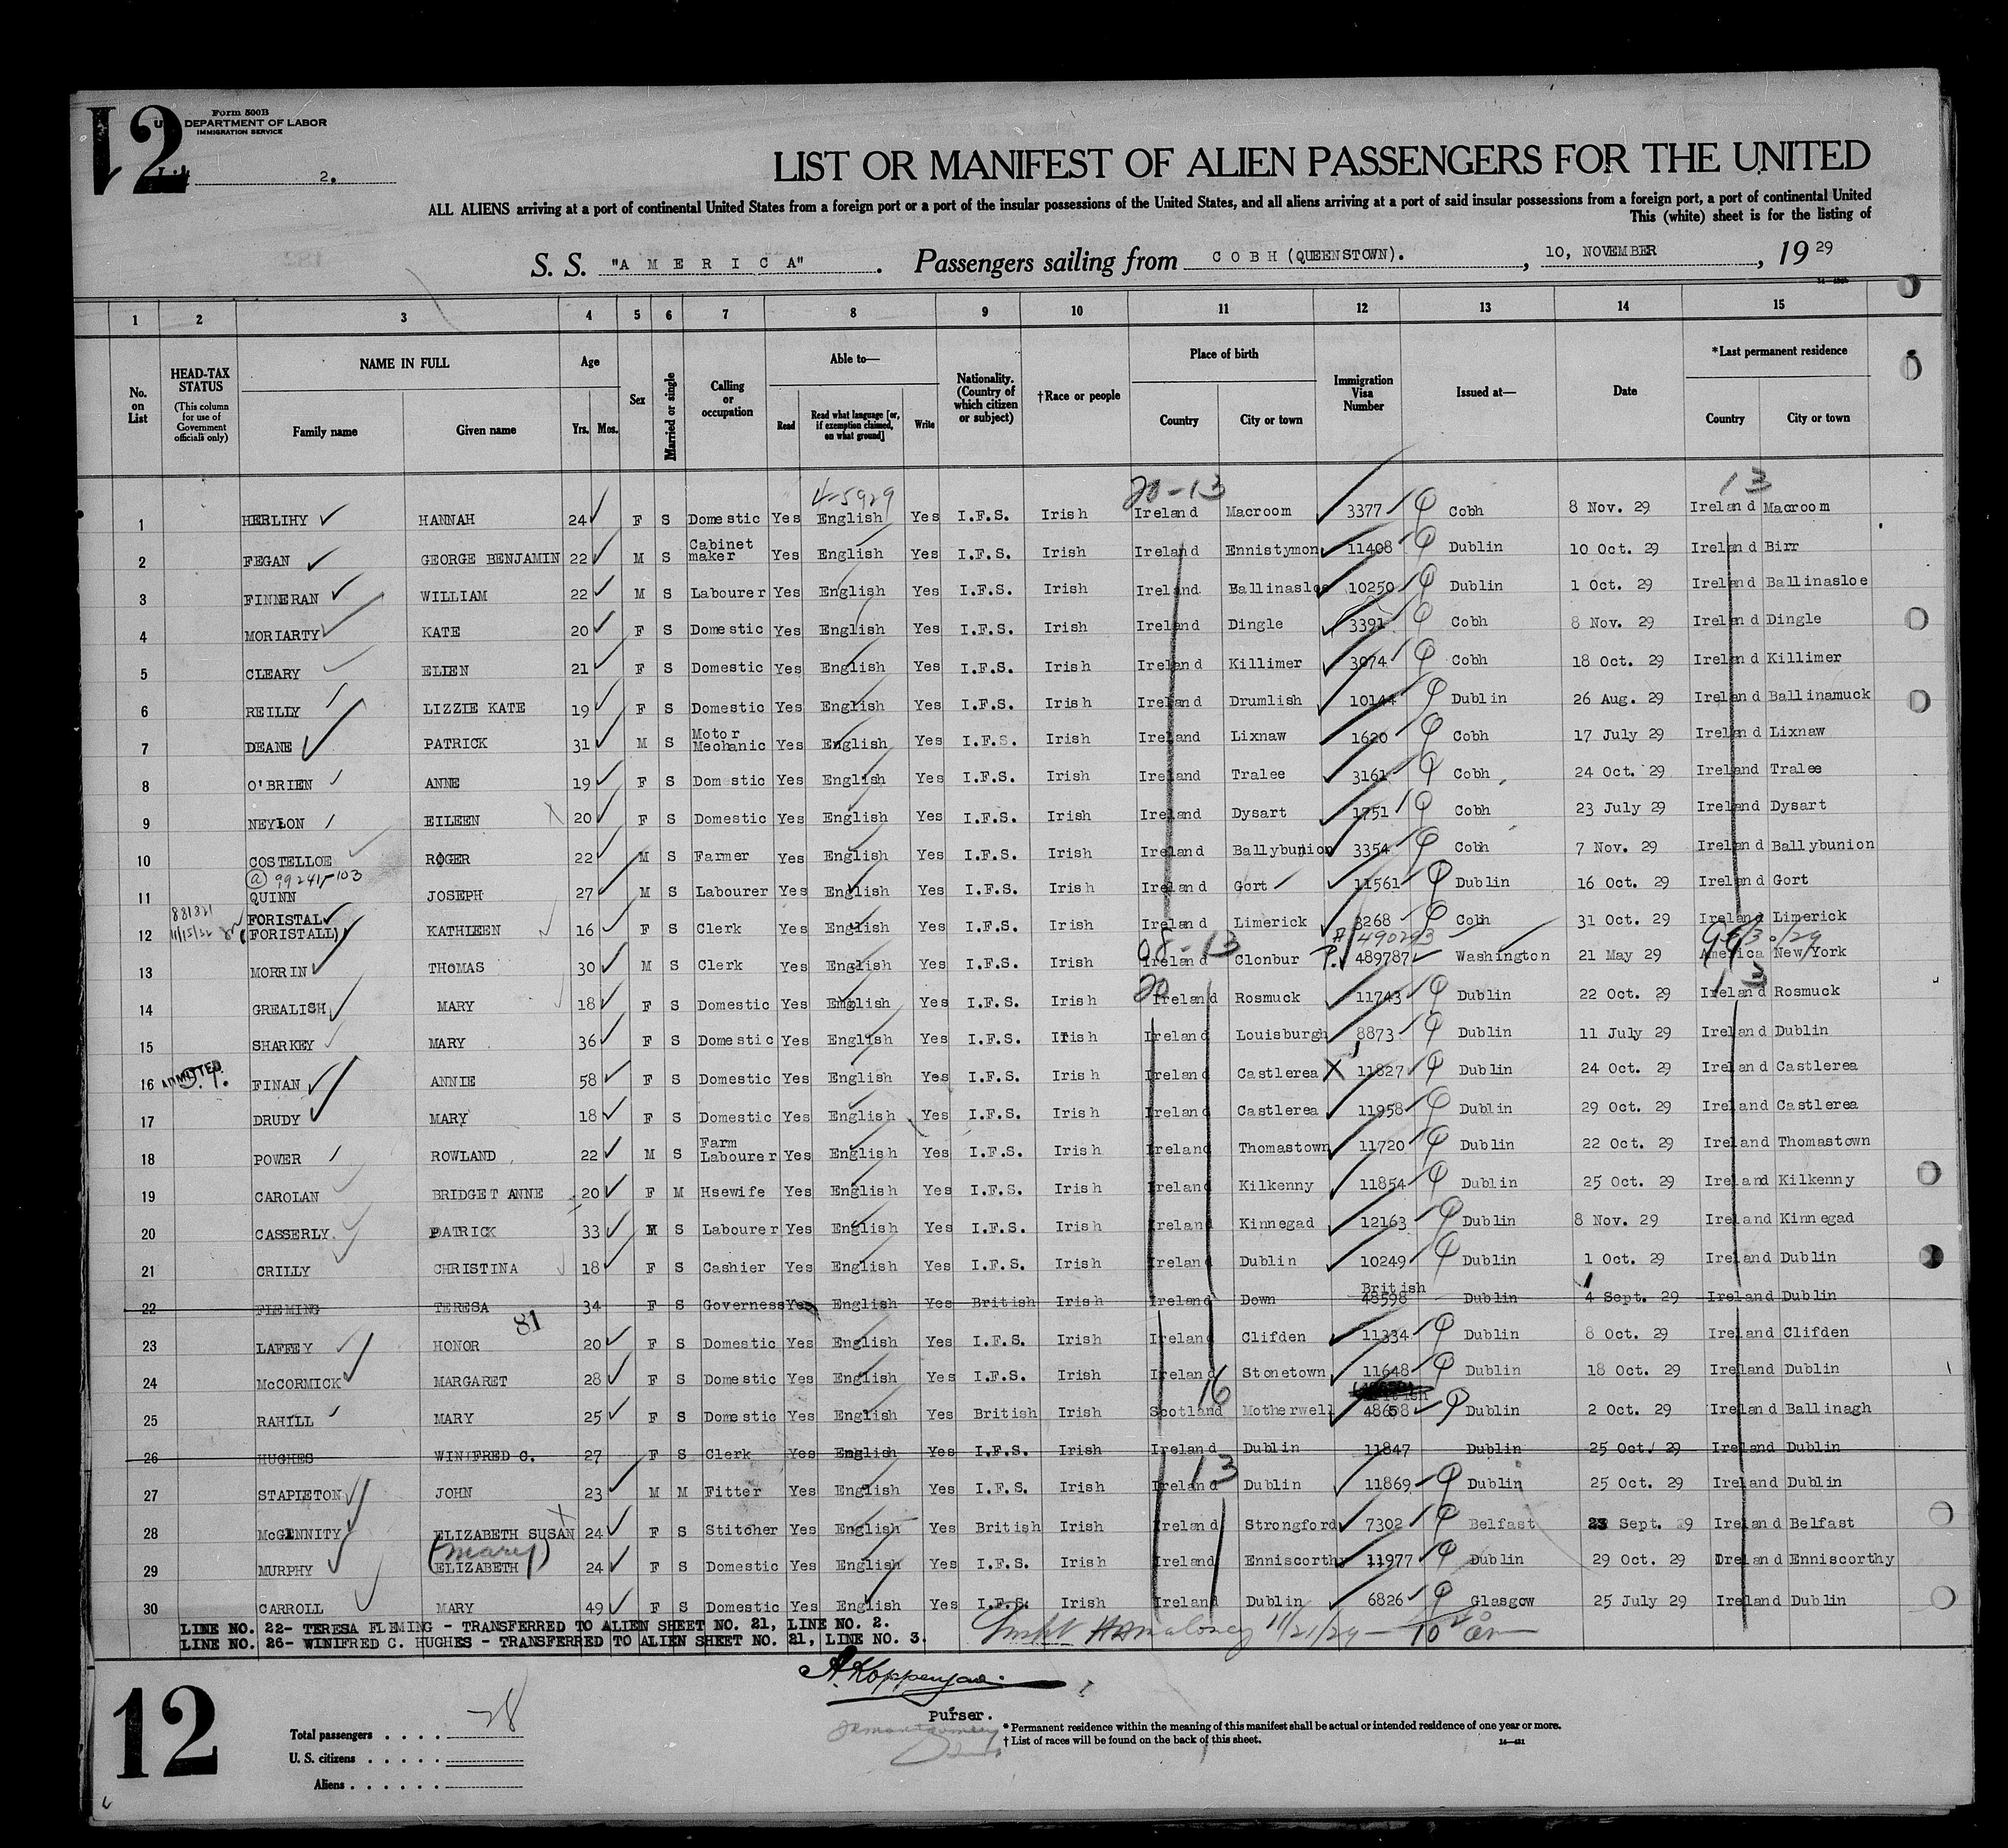 12
Form 500B
U. S. DEPARTMENT OF LABOR
IMMIGRATION SERVICE
List 2.
LIST OR MANIFEST OF ALIEN PASSENGERS FOR THE UNITED
ALL ALIENS arriving at a port of continental United States from a foreign port or a port of the insular possessions of the United States, and all aliens arriving at a port of said insular possessions from a foreign port, a port of continental United
This (white) sheet is for the listing of
S. S. "A M E R I C A" . Passengers sailing from C O B H (QUEENSTOWN). , 10, NOVEMBER , 19 29
1 2 3 4 5 6 7 8 9 10 11 12 13 14 15
No. on List
HEAD-TAX STATUS
(This column for use of Government officials only)
NAME IN FULL
Family name Given name
Age
Yrs. Mos.
Sex
Married or single
Calling or occupation
Able to—
Read Read what language [or, if exemption claimed, on what ground] Write
Nationality. (Country of which citizen or subject)
†Race or people
Place of birth
Country City or town
Immigration Visa Number
Issued at—
Date
*Last permanent residence
Country City or town
4-5929 20-13 13
1 HERLIHY HANNAH 24 F S Domestic Yes English Yes I.F.S. Irish Ireland Macroom 3377 Cobh 8 Nov. 29 Ireland Macroom
2 FEGAN GEORGE BENJAMIN 22 M S Cabinet maker Yes English Yes I.F.S. Irish Ireland Ennistymon 11408 Dublin 10 Oct. 29 Ireland Birr
3 FINNERAN WILLIAM 22 M S Labourer Yes English Yes I.F.S. Irish Ireland Ballinasloe 10250 Dublin 1 Oct. 29 Ireland Ballinasloe
4 MORIARTY KATE 20 F S Domestic Yes English Yes I.F.S. Irish Ireland Dingle 3391 Cobh 8 Nov. 29 Ireland Dingle
5 CLEARY ELLEN 21 F S Domestic Yes English Yes I.F.S. Irish Ireland Killimer 3074 Cobh 18 Oct. 29 Ireland Killimer
6 REILLY LIZZIE KATE 19 F S Domestic Yes English Yes I.F.S. Irish Ireland Drumlish 10144 Dublin 26 Aug. 29 Ireland Ballinamuck
7 DEANE PATRICK 31 M S Motor Mechanic Yes English Yes I.F.S. Irish Ireland Lixnaw 1620 Cobh 17 July 29 Ireland Lixnaw
8 O'BRIEN ANNE 19 F S Domestic Yes English Yes I.F.S. Irish Ireland Tralee 3161 Cobh 24 Oct. 29 Ireland Tralee
9 NEYLON EILEEN 20 F S Domestic Yes English Yes I.F.S. Irish Ireland Dysart 1751 Cobh 23 July 29 Ireland Dysart
10 COSTELLOE ROGER 22 M S Farmer Yes English Yes I.F.S. Irish Ireland Ballybunion 3354 Cobh 7 Nov. 29 Ireland Ballybunion
11 QUINN JOSEPH 27 M S Labourer Yes English Yes I.F.S. Irish Ireland Gort 11561 Dublin 16 Oct. 29 Ireland Gort
12 FORISTAL (FORISTALL) KATHLEEN 16 F S Clerk Yes English Yes I.F.S. Irish Ireland Limerick 3268 Cobh 31 Oct. 29 Ireland Limerick
08-13 490293
13 MORRIN THOMAS 30 M S Clerk Yes English Yes I.F.S. Irish Ireland Clonbur P. 489787 Washington 21 May 29 America New York
20 13
14 GREALISH MARY 18 F S Domestic Yes English Yes I.F.S. Irish Ireland Rosmuck 11743 Dublin 22 Oct. 29 Ireland Rosmuck
15 SHARKEY MARY 36 F S Domestic Yes English Yes I.F.S. Irish Ireland Louisburgh 8873 Dublin 11 July 29 Ireland Dublin
16 ADMITTED FINAN ANNIE 58 F S Domestic Yes English Yes I.F.S. Irish Ireland Castlerea X 11827 Dublin 24 Oct. 29 Ireland Castlerea
17 DRUDY MARY 18 F S Domestic Yes English Yes I.F.S. Irish Ireland Castlerea 11958 Dublin 29 Oct. 29 Ireland Castlerea
18 POWER ROWLAND 22 M S Farm Labourer Yes English Yes I.F.S. Irish Ireland Thomastown 11720 Dublin 22 Oct. 29 Ireland Thomastown
19 CAROLAN BRIDGET ANNE 20 F M Hsewife Yes English Yes I.F.S. Irish Ireland Kilkenny 11854 Dublin 25 Oct. 29 Ireland Kilkenny
20 CASSERLY PATRICK 33 M S Labourer Yes English Yes I.F.S. Irish Ireland Kinnegad 12163 Dublin 8 Nov. 29 Ireland Kinnegad
21 CRILLY CHRISTINA 18 F S Cashier Yes English Yes I.F.S. Irish Ireland Dublin 10249 Dublin 1 Oct. 29 Ireland Dublin
22 FLEMING TERESA 34 F S Governess Yes English Yes British Irish Ireland Down British 48598 Dublin 4 Sept. 29 Ireland Dublin
81
23 LAFFEY HONOR 20 F S Domestic Yes English Yes I.F.S. Irish Ireland Clifden 11334 Dublin 8 Oct. 29 Ireland Clifden
24 McCORMICK MARGARET 28 F S Domestic Yes English Yes I.F.S. Irish Ireland Stonetown 11648 Dublin 18 Oct. 29 Ireland Dublin
16
25 RAHILL MARY 25 F S Domestic Yes English Yes British Irish Scotland Motherwell 48658 Dublin 2 Oct. 29 Ireland Ballinagh
26 HUGHES WINIFRED C. 27 F S Clerk Yes English Yes I.F.S. Irish Ireland Dublin 11847 Dublin 25 Oct. 29 Ireland Dublin
13
27 STAPLETON JOHN 23 M M Fitter Yes English Yes I.F.S. Irish Ireland Dublin 11869 Dublin 25 Oct. 29 Ireland Dublin
28 McGINNITY ELIZABETH SUSAN 24 F S Stitcher Yes English Yes British Irish Ireland Strongford 7302 Belfast 23 Sept. 29 Ireland Belfast
29 MURPHY (Mary) ELIZABETH 24 F S Domestic Yes English Yes I.F.S. Irish Ireland Enniscorthy 11977 Dublin 29 Oct. 29 Ireland Enniscorthy
30 CARROLL MARY 49 F S Domestic Yes English Yes I.F.S. Irish Ireland Dublin 6826 Glasgow 25 July 29 Ireland Dublin
LINE NO. 22- TERESA FLEMING - TRANSFERRED TO ALIEN SHEET NO. 21, LINE NO. 2.
LINE NO. 26- WINIFRED C. HUGHES - TRANSFERRED TO ALIEN SHEET NO. 21, LINE NO. 3.
11/21/29
Purser.
12
Total passengers . . . . 28
U. S. citizens . . . . .
Aliens . . . . . .
* Permanent residence within the meaning of this manifest shall be actual or intended residence of one year or more.
† List of races will be found on the back of this sheet.